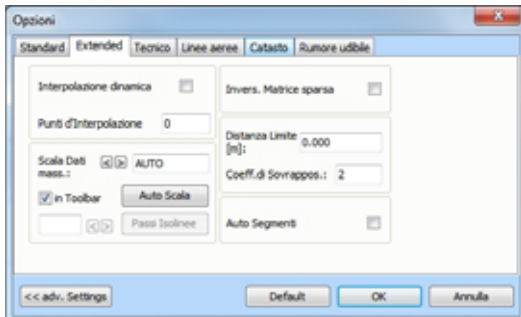 Opzioni
Standard Extended Tecnico Linee aeree Catasto Rumore udibile
Interpolazione dinamica
Punti d'Interpolazione 0
Scala Dati mass.: < > AUTO
in Toolbar Auto Scala
< > Passi Isolinee
Invers. Matrice sparsa
Distanza Limite [m]: 0.000
Coeff.di Sovrappos.: 2
Auto Segmenti
<< adv. Settings Default OK Annulla